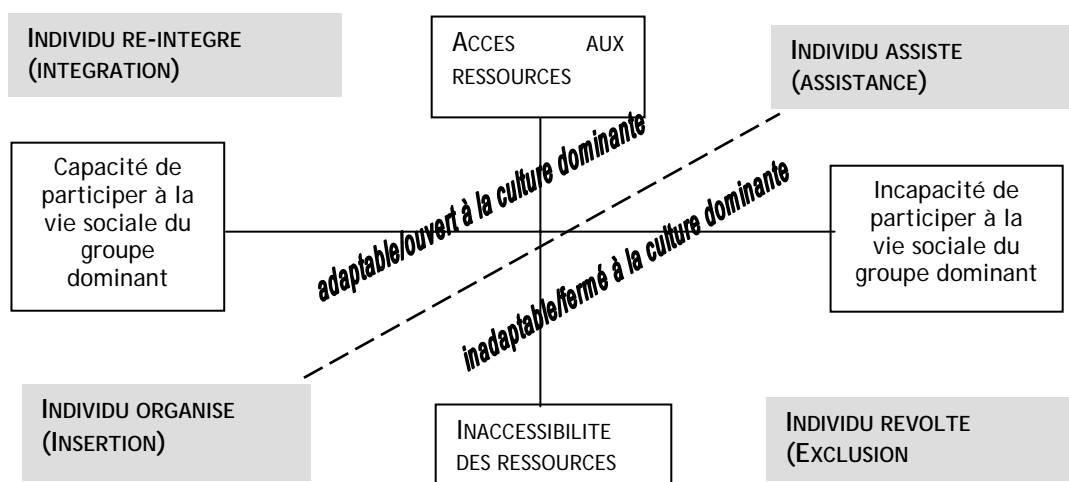 INDIVIDU RE-INTEGRE
(INTEGRATION)
ACCES AUX
RESSOURCES
INDIVIDU ASSISTE
(ASSISTANCE)
Capacité de
participer à la
vie sociale du
groupe
dominant
adaptable/ouvert à la culture dominante
inadaptable/fermé à la culture dominante
Incapacité de
participer à la
vie sociale du
groupe dominant
INDIVIDU ORGANISE
(INSERTION)
INACCESSIBILITE
DES RESSOURCES
INDIVIDU REVOLTE
(EXCLUSION